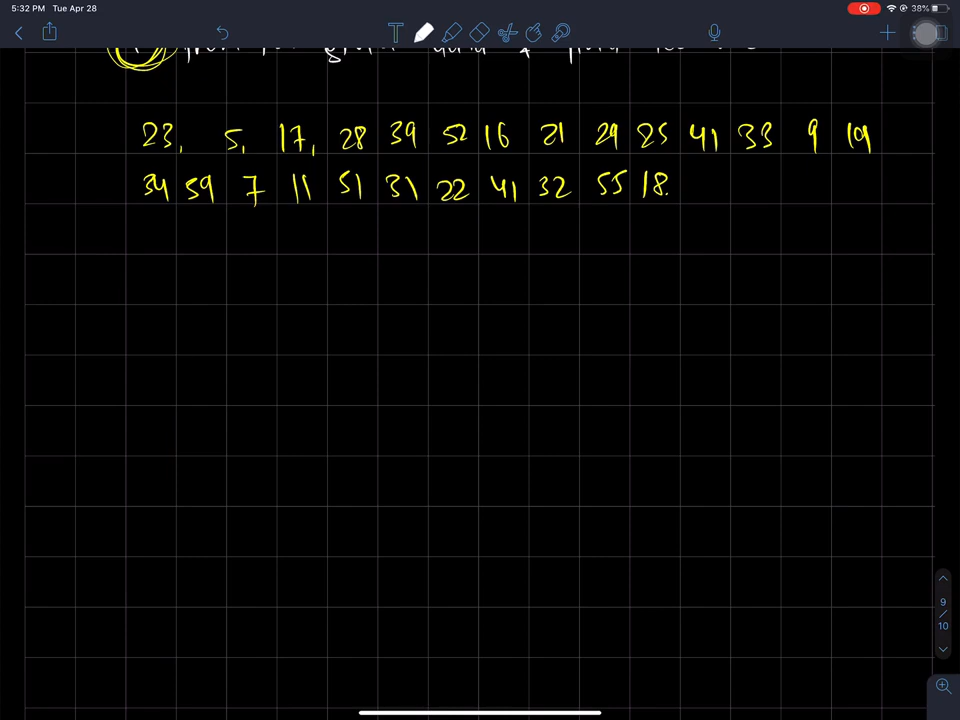 5:32 PM Tue Apr 28 38%
T
23, 5, 17, 28 39 52 16 21 29 25 41 33 9 19
34 59 7 11 51 31 22 41 32 55 18.
9
/
10